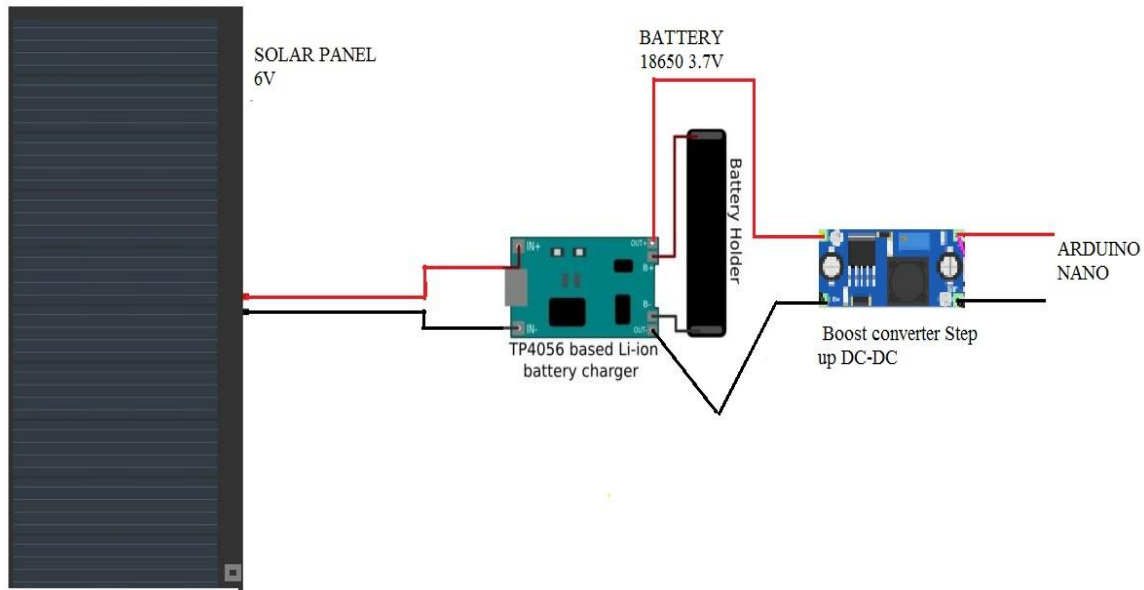 SOLAR PANEL
6V
BATTERY
18650 3.7V
Battery Holder
IN+
OUT+
B+
B-
IN-
OUT-
TP4056 based Li-ion
battery charger
ARDUINO
NANO
Boost converter Step
up DC-DC